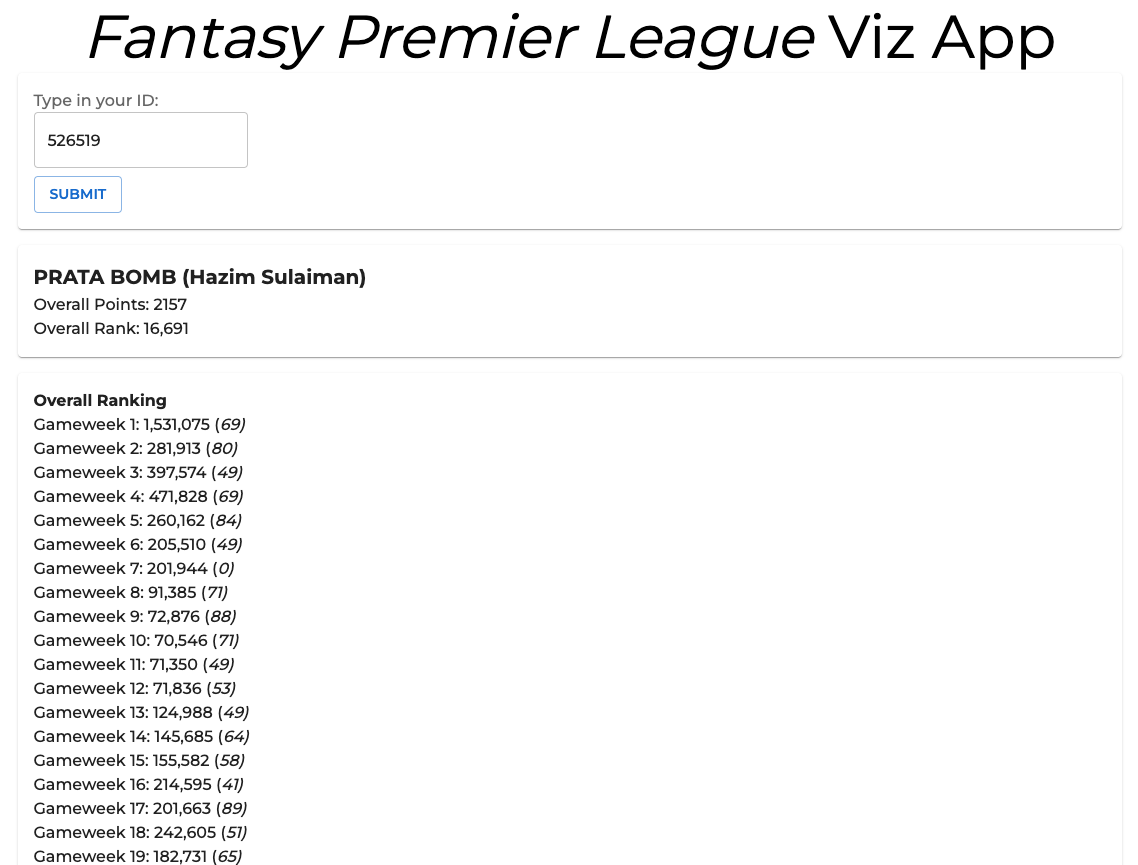 Fantasy Premier League Viz App
Type in your ID:
526519
SUBMIT
PRATA BOMB (Hazim Sulaiman)
Overall Points: 2157
Overall Rank: 16,691
Overall Ranking
Gameweek 1: 1,531,075 (69)
Gameweek 2: 281,913 (80)
Gameweek 3: 397,574 (49)
Gameweek 4: 471,828 (69)
Gameweek 5: 260,162 (84)
Gameweek 6: 205,510 (49)
Gameweek 7: 201,944 (0)
Gameweek 8: 91,385 (71)
Gameweek 9: 72,876 (88)
Gameweek 10: 70,546 (71)
Gameweek 11: 71,350 (49)
Gameweek 12: 71,836 (53)
Gameweek 13: 124,988 (49)
Gameweek 14: 145,685 (64)
Gameweek 15: 155,582 (58)
Gameweek 16: 214,595 (41)
Gameweek 17: 201,663 (89)
Gameweek 18: 242,605 (51)
Gameweek 19: 182,731 (65)